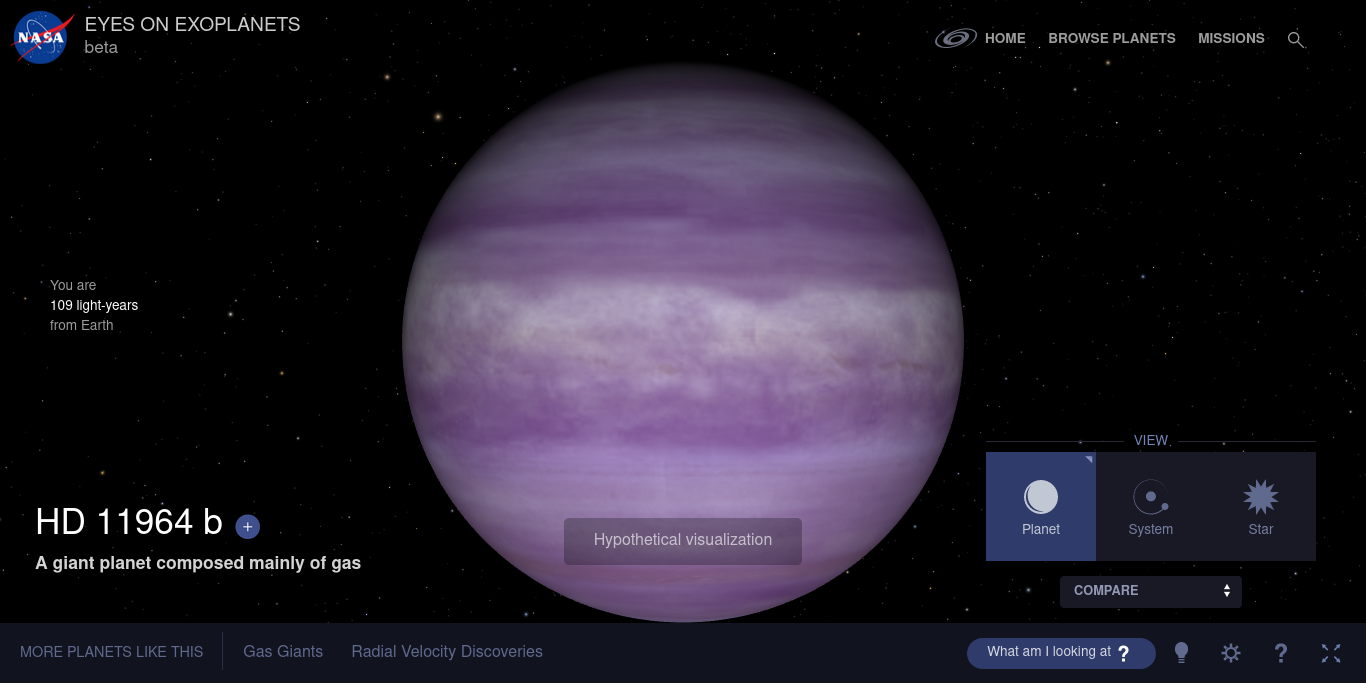 NASA
EYES ON EXOPLANETS
beta
HOME
BROWSE PLANETS
MISSIONS
You are
109 light-years
from Earth
HD 11964 b +
A giant planet composed mainly of gas
Hypothetical visualization
VIEW
Planet
System
Star
COMPARE
MORE PLANETS LIKE THIS
Gas Giants
Radial Velocity Discoveries
What am I looking at ?
?